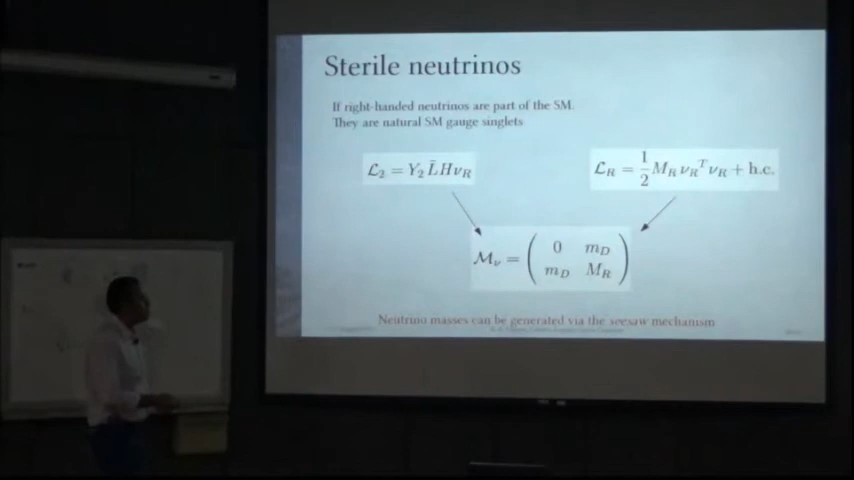 Sterile neutrinos
If right-handed neutrinos are part of the SM.
They are natural SM gauge singlets
ℒ₂ = Y₂ L̄Hν_R
ℒ_R = 1/2 M_R ν_R^T ν_R + h.c.
ℳ_ν = ( 0 m_D
m_D M_R )
Neutrino masses can be generated via the seesaw mechanism